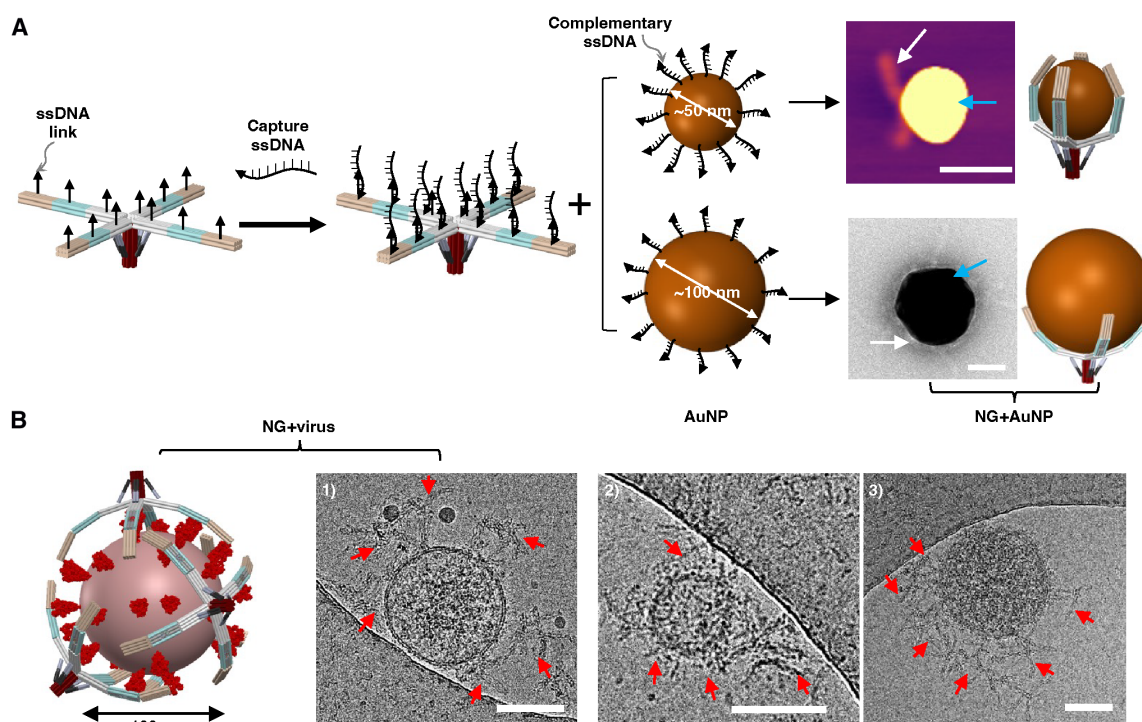 A
ssDNA
link
Capture
ssDNA
Complementary
ssDNA
~50 nm
~100 nm
AuNP
NG+AuNP
B
NG+virus
1)
2)
3)